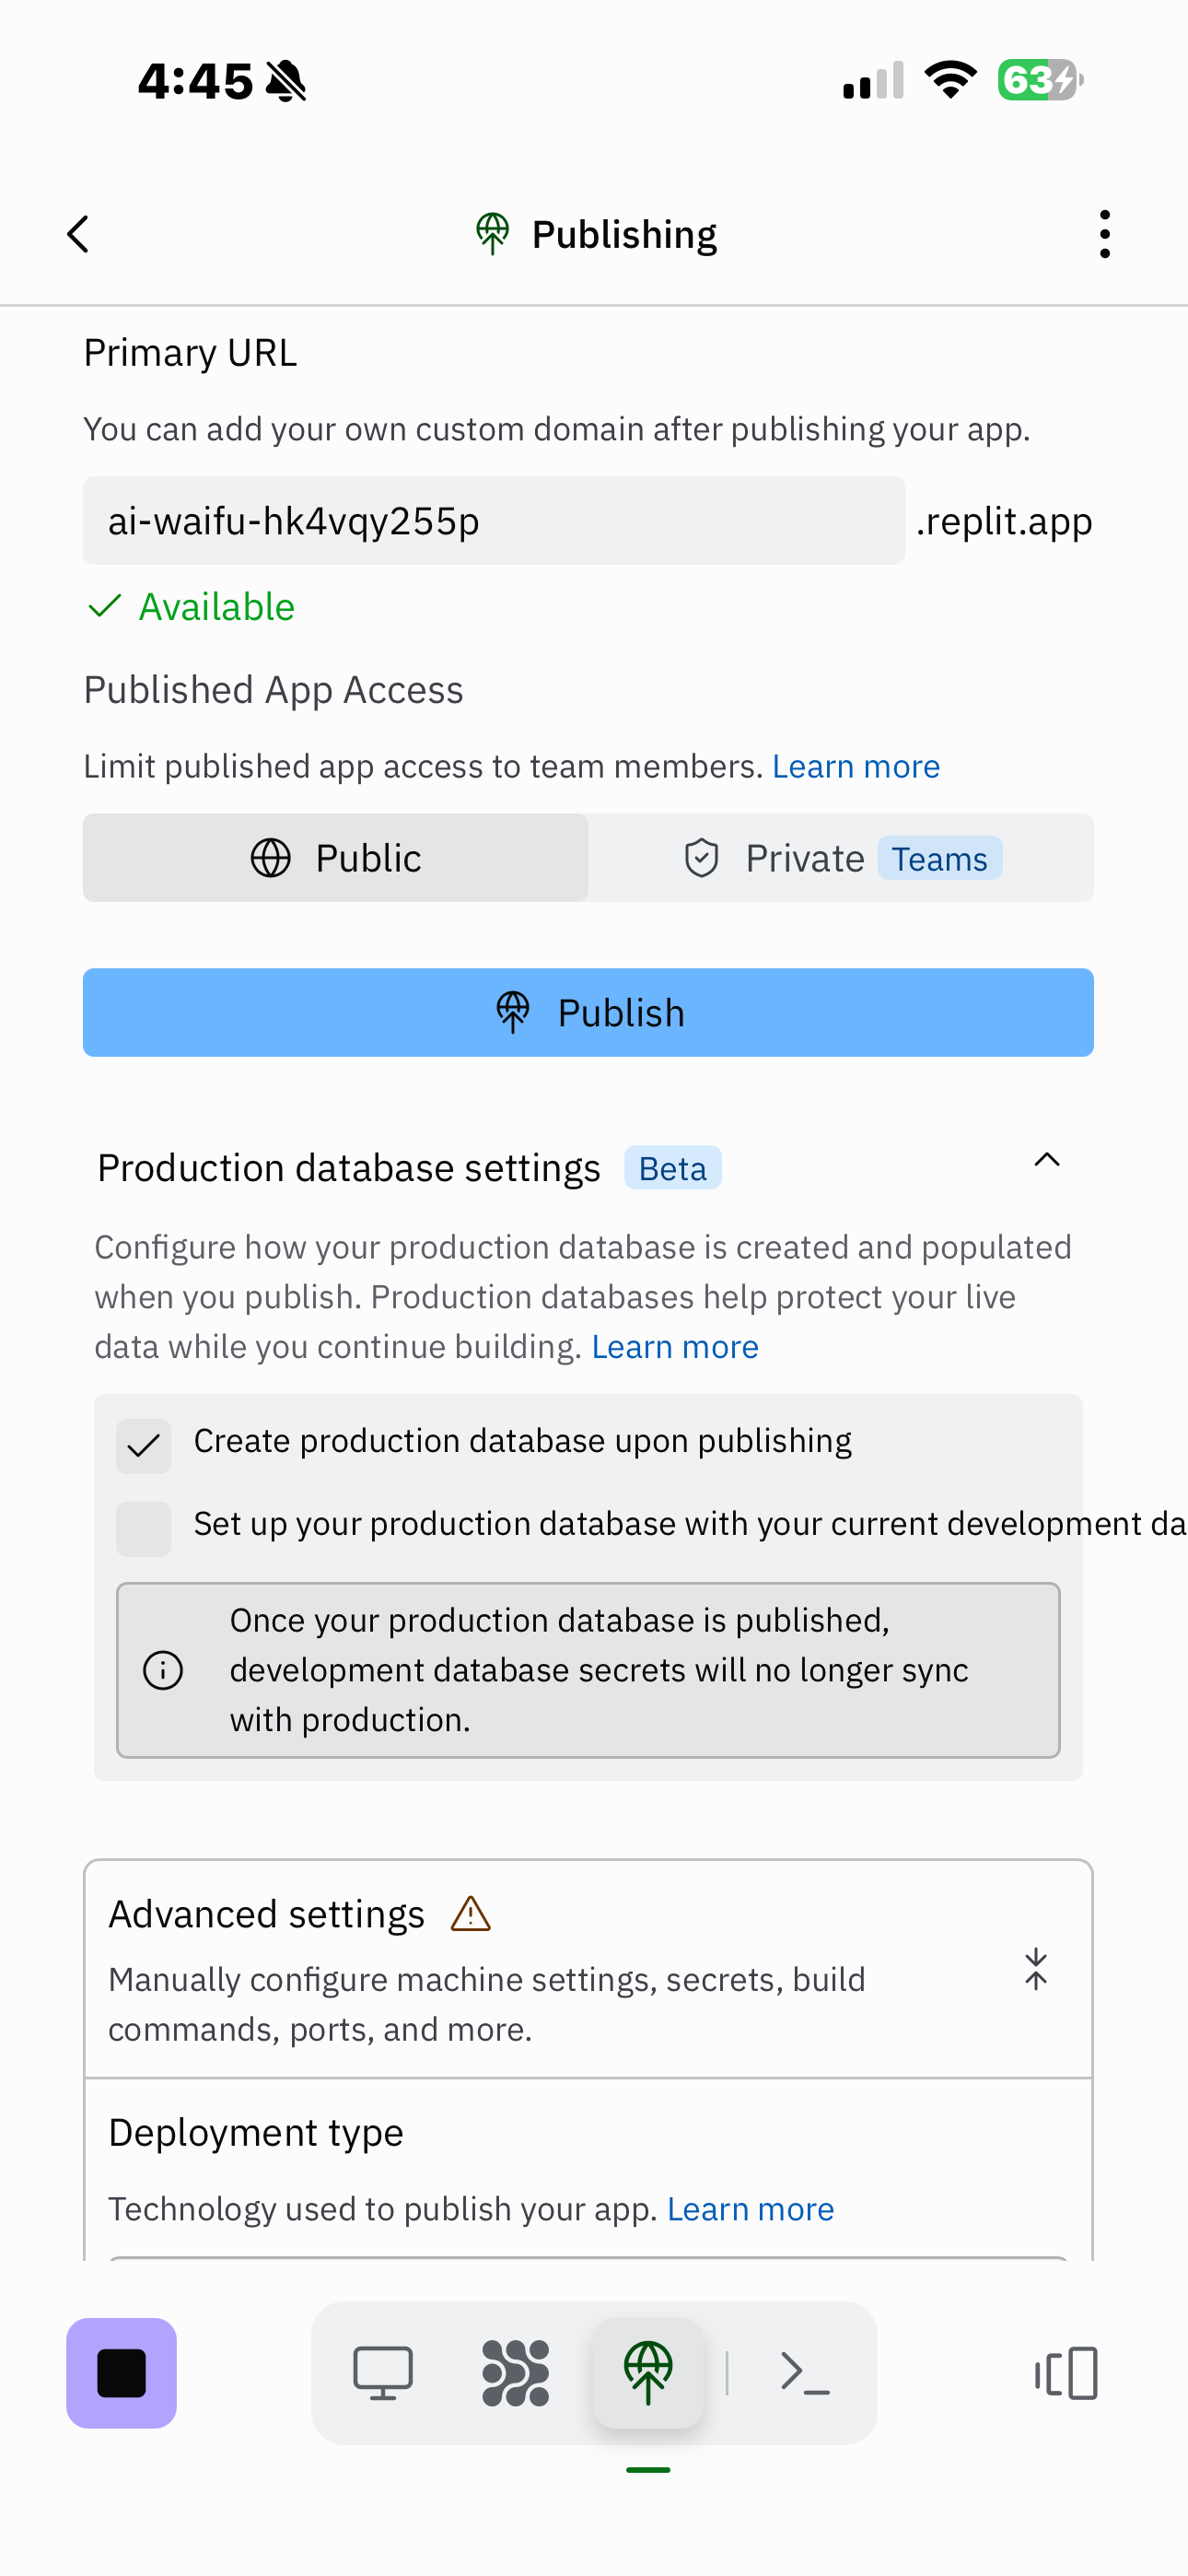 4:45
63
Publishing
Primary URL
You can add your own custom domain after publishing your app.
ai-waifu-hk4vqy255p
.replit.app
Available
Published App Access
Limit published app access to team members. Learn more
Public
Private Teams
Publish
Production database settings Beta
Configure how your production database is created and populated
when you publish. Production databases help protect your live
data while you continue building. Learn more
Create production database upon publishing
Set up your production database with your current development da
Once your production database is published,
development database secrets will no longer sync
with production.
Advanced settings
Manually configure machine settings, secrets, build
commands, ports, and more.
Deployment type
Technology used to publish your app. Learn more